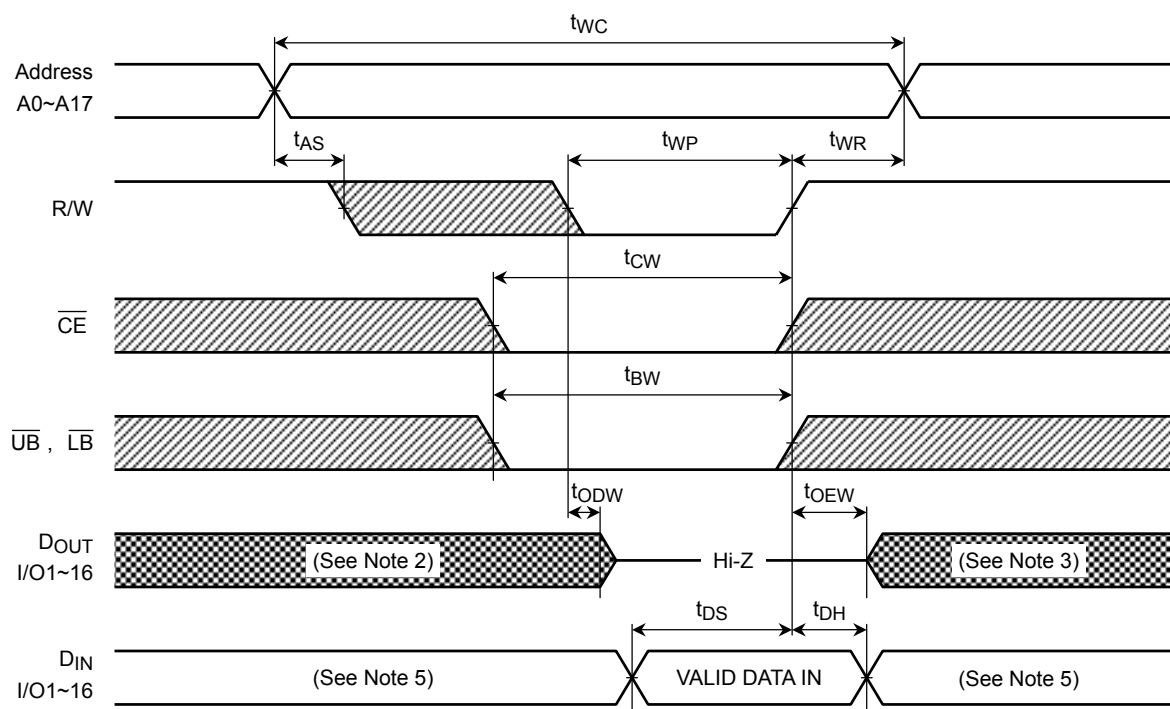 tWC
Address
A0~A17
tAS
tWP
tWR
R/W
tCW
CE
tBW
UB , LB
tODW
tOEW
DOUT
I/O1~16
(See Note 2)
Hi-Z
(See Note 3)
tDS
tDH
DIN
I/O1~16
(See Note 5)
VALID DATA IN
(See Note 5)